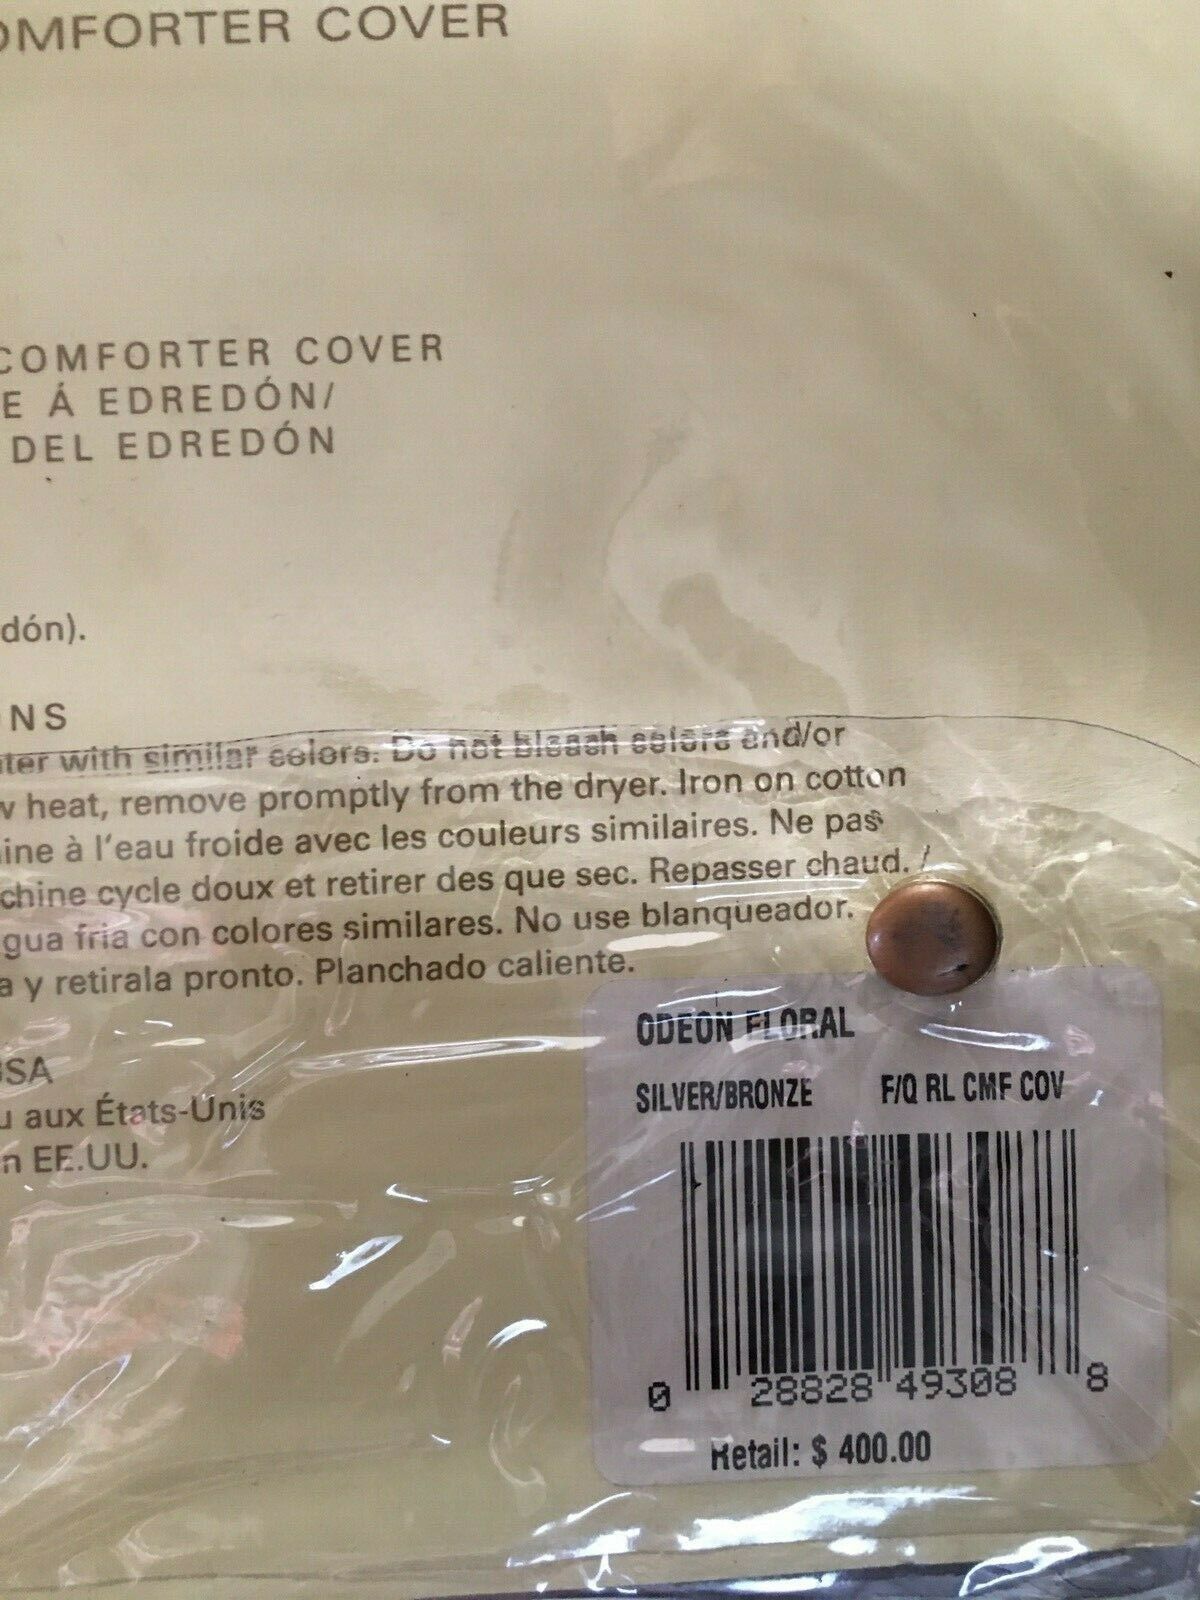 OMFORTER COVER
COMFORTER COVER
E Á EDREDÓN/
DEL EDREDÓN
dón).
NS
ter with similar colors. Do not bleach colors and/or
w heat, remove promptly from the dryer. Iron on cotton
ine à l'eau froide avec les couleurs similaires. Ne pas
chine cycle doux et retirer des que sec. Repasser chaud. /
gua fria con colores similares. No use blanqueador.
a y retirala pronto. Planchado caliente.
USA
u aux États-Unis
n EE.UU.
ODEON FLORAL
SILVER/BRONZE F/Q RL CMF COV
0 28828 49308 8
Retail: $ 400.00